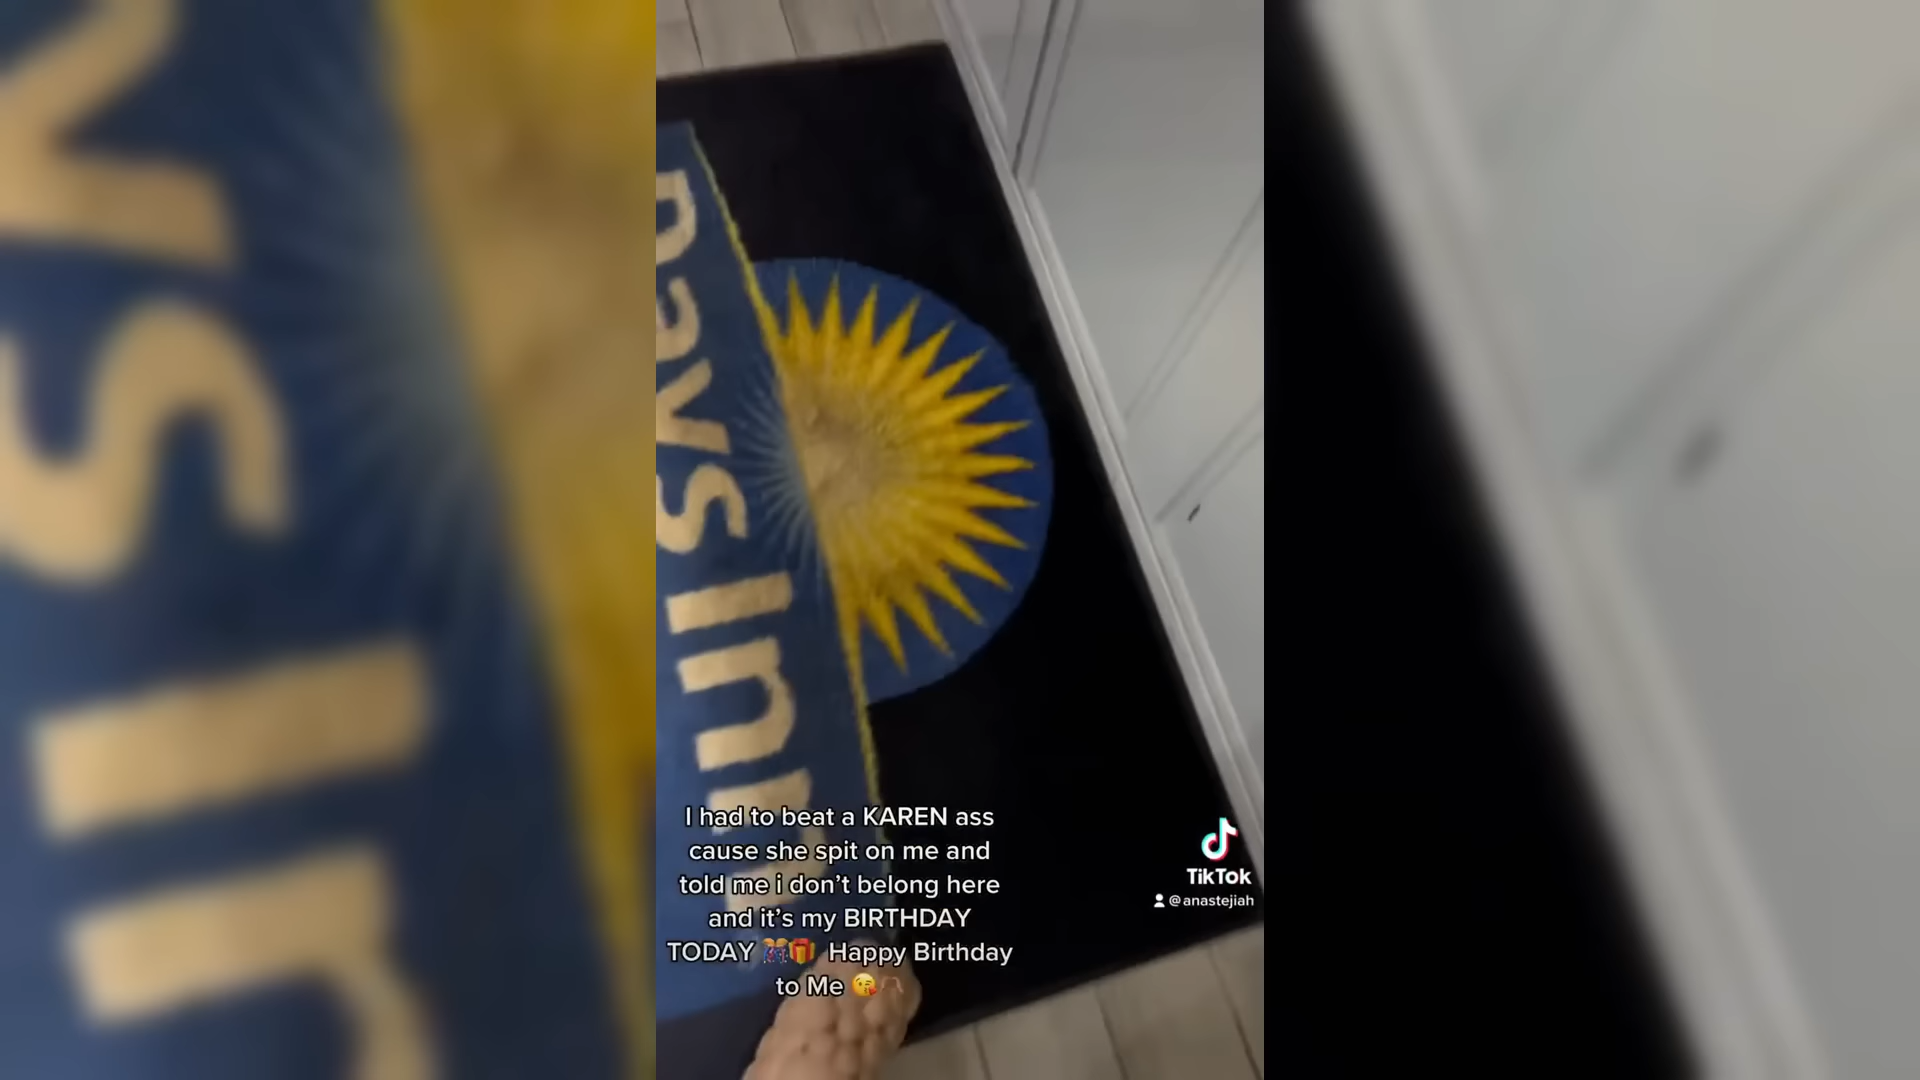 Days Inn
I had to beat a KAREN ass
cause she spit on me and
told me i don’t belong here
and it’s my BIRTHDAY
TODAY 🎊🎁 Happy Birthday
to Me 😘
TikTok
@anastejiah